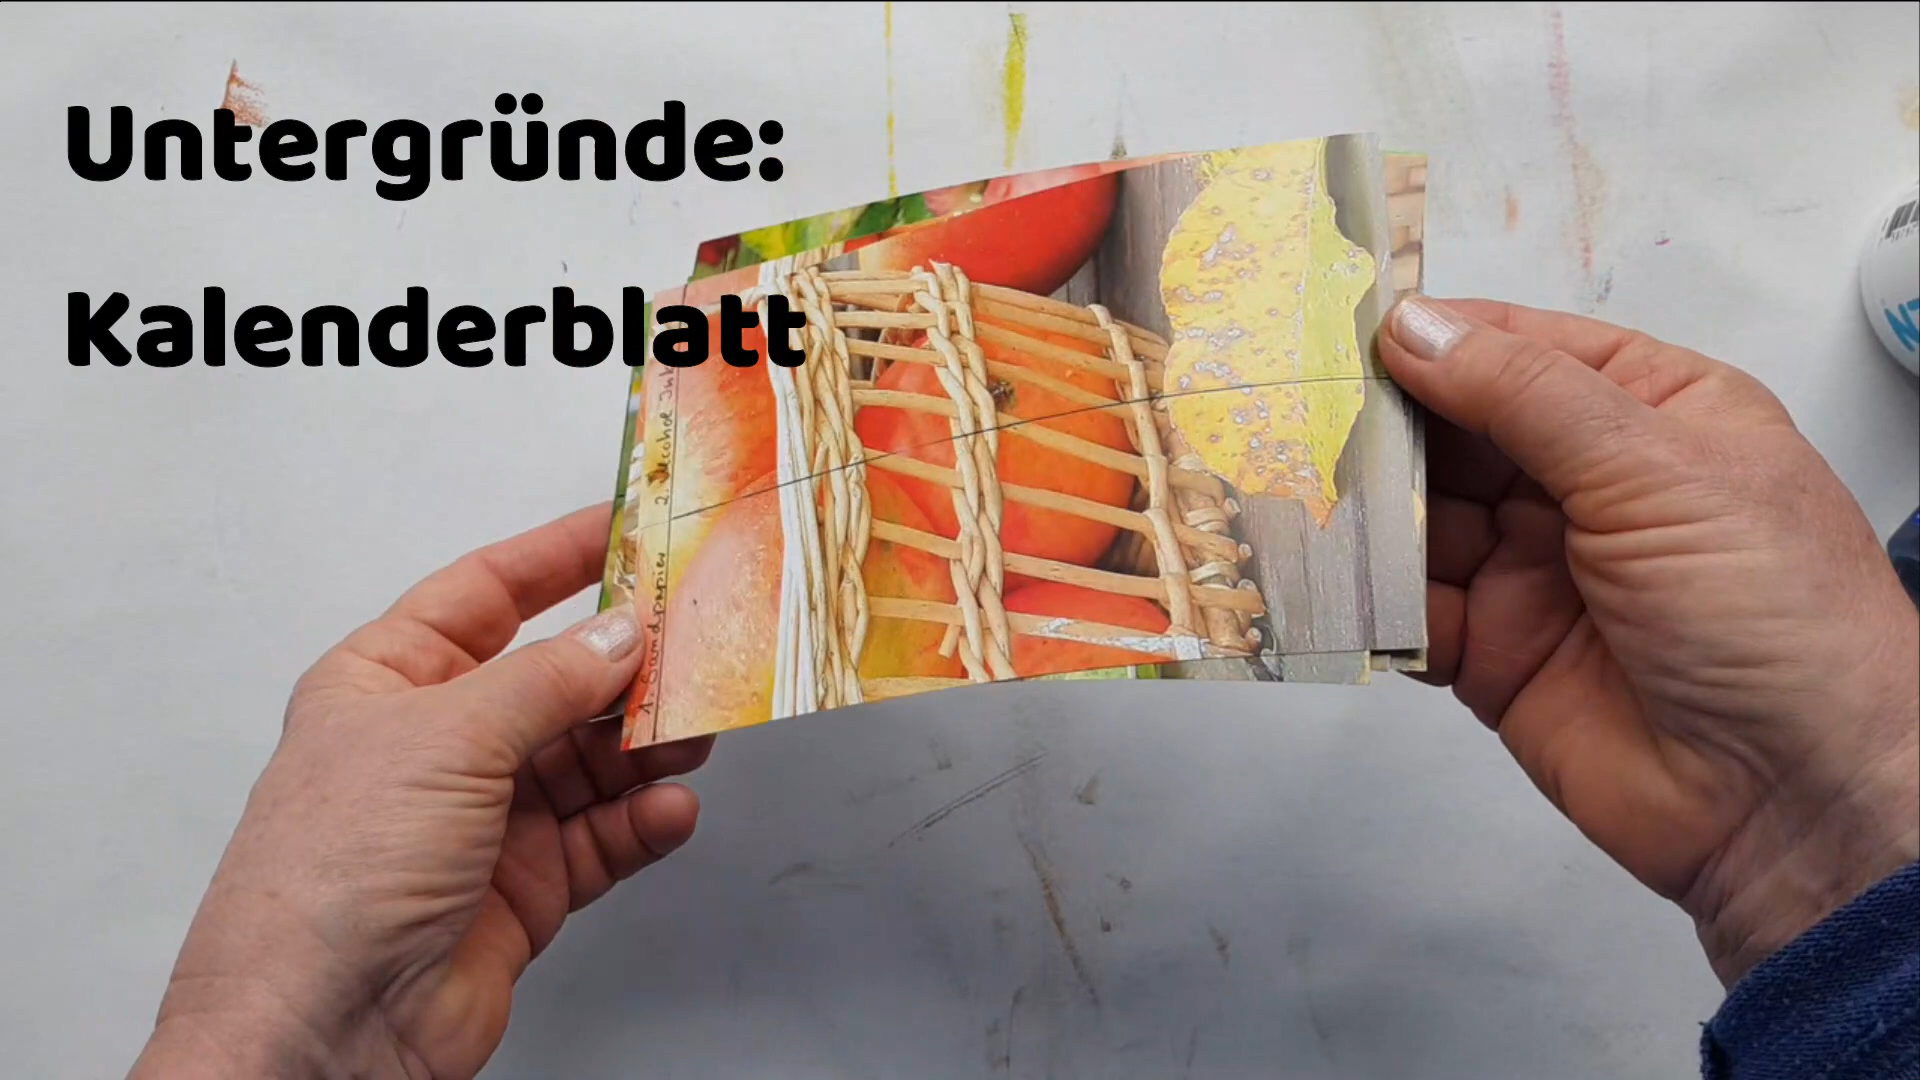 Untergründe:
Kalenderblatt
1. Sandpapier 2. Alcohol Ink